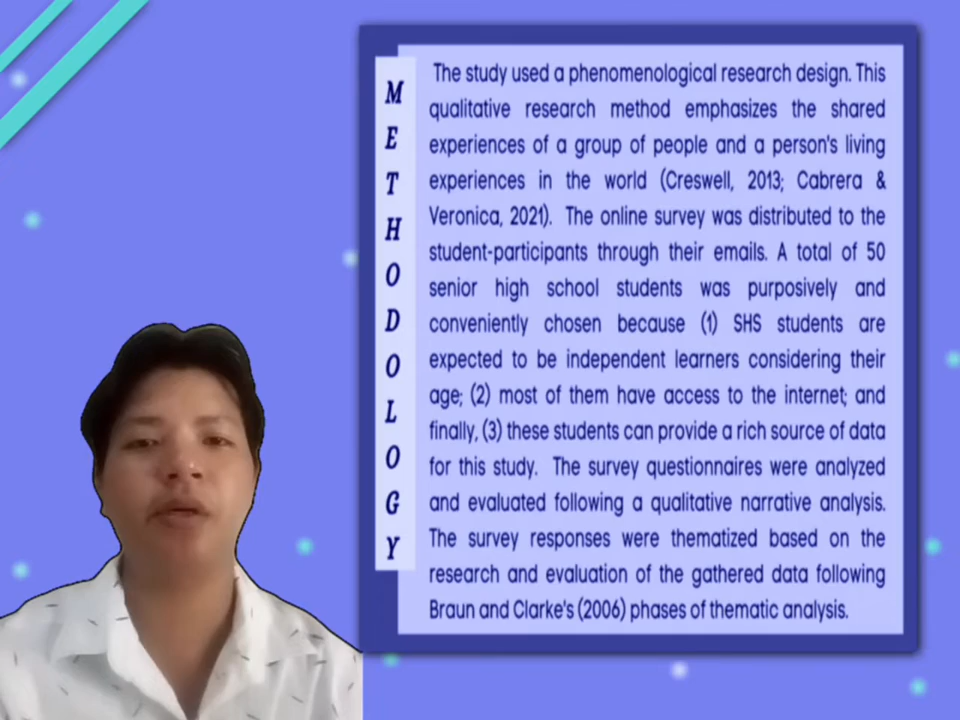 METHODOLOGY
The study used a phenomenological research design. This
qualitative research method emphasizes the shared
experiences of a group of people and a person's living
experiences in the world (Creswell, 2013; Cabrera &
Veronica, 2021). The online survey was distributed to the
student-participants through their emails. A total of 50
senior high school students was purposively and
conveniently chosen because (1) SHS students are
expected to be independent learners considering their
age; (2) most of them have access to the internet; and
finally, (3) these students can provide a rich source of data
for this study. The survey questionnaires were analyzed
and evaluated following a qualitative narrative analysis.
The survey responses were thematized based on the
research and evaluation of the gathered data following
Braun and Clarke's (2006) phases of thematic analysis.